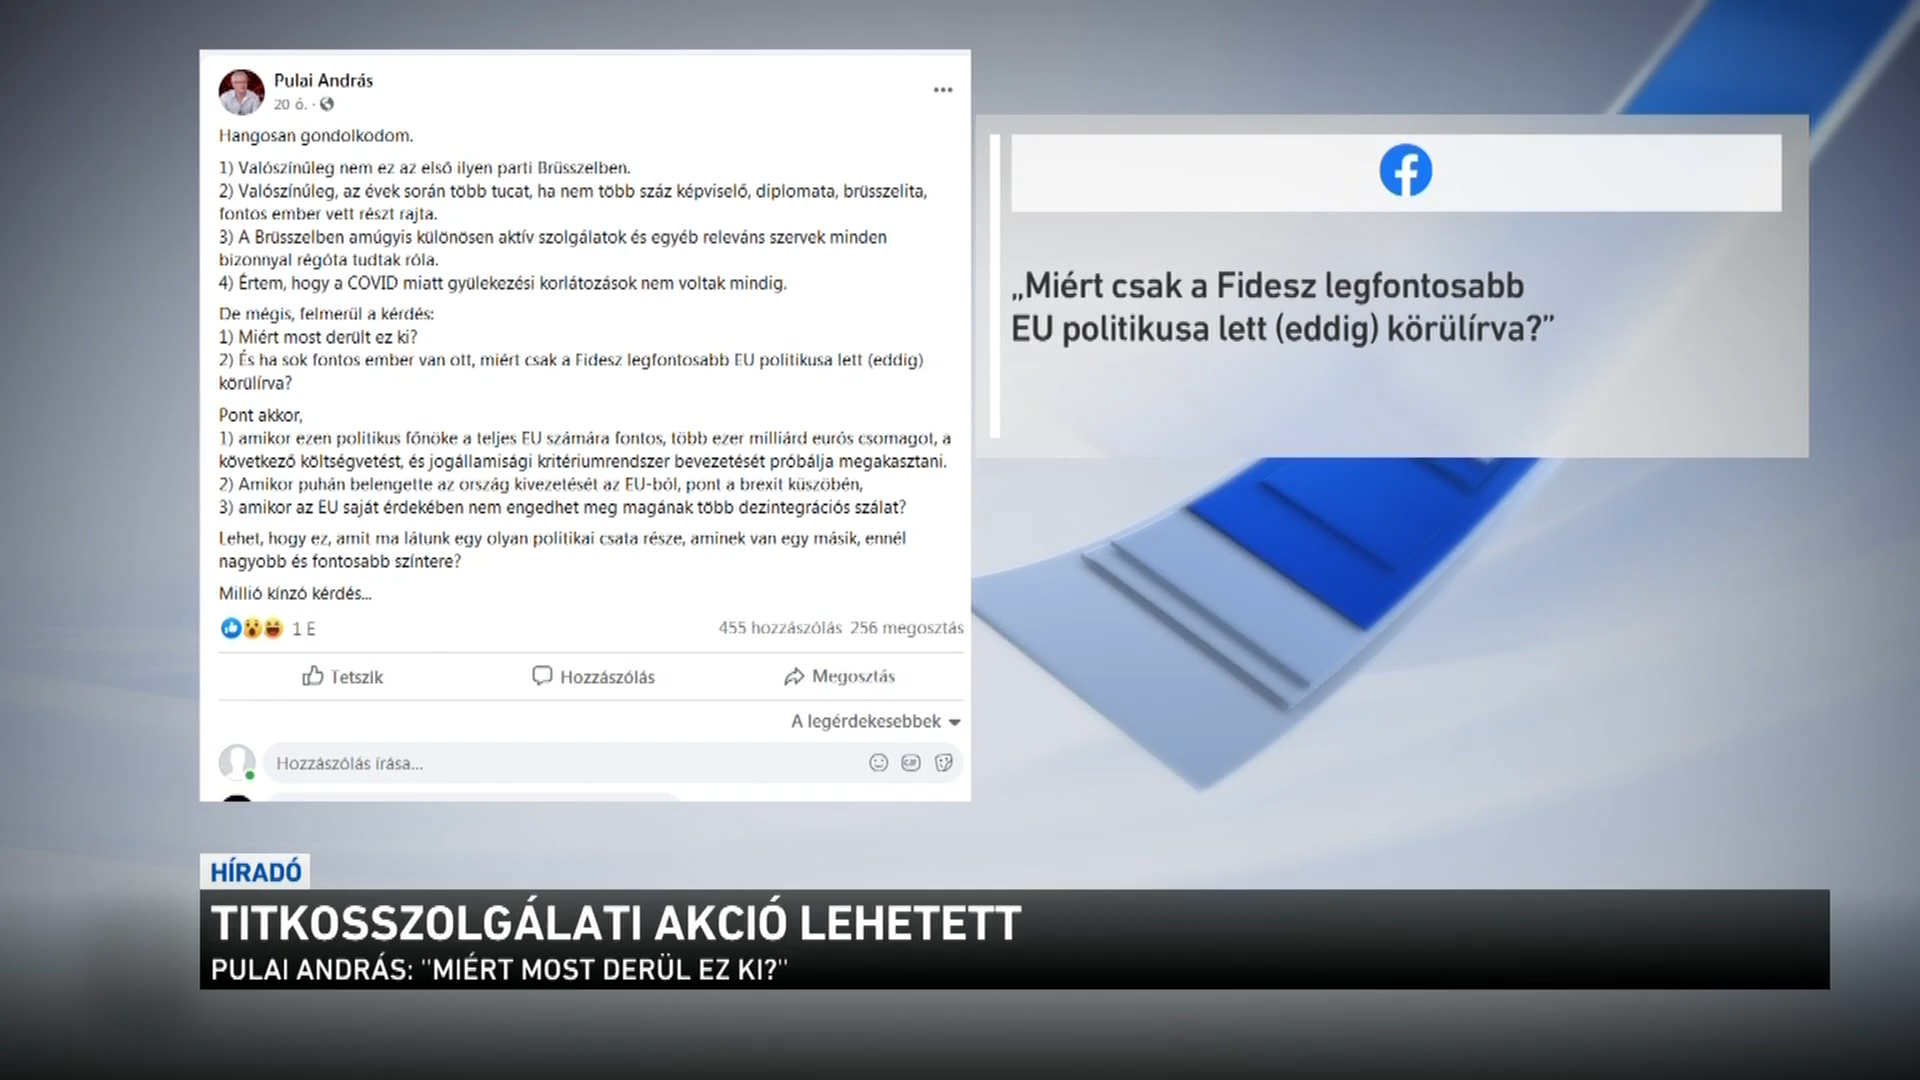 Pulai András
20 ó. ·
Hangosan gondolkodom.
1) Valószínűleg nem ez az első ilyen parti Brüsszelben.
2) Valószínűleg, az évek során több tucat, ha nem több száz képviselő, diplomata, brüsszelita,
fontos ember vett részt rajta.
3) A Brüsszelben amúgyis különösen aktív szolgálatok és egyéb releváns szervek minden
bizonnyal régóta tudtak róla.
4) Értem, hogy a COVID miatt gyülekezési korlátozások nem voltak mindig.
De mégis, felmerül a kérdés:
1) Miért most derült ez ki?
2) És ha sok fontos ember van ott, miért csak a Fidesz legfontosabb EU politikusa lett (eddig)
körülírva?
Pont akkor,
1) amikor ezen politikus főnöke a teljes EU számára fontos, több ezer milliárd eurós csomagot, a
következő költségvetést, és jogállamisági kritériumrendszer bevezetését próbálja megakasztani.
2) Amikor puhán belengette az ország kivezetését az EU-ból, pont a brexit küszöbén,
3) amikor az EU saját érdekében nem engedhet meg magának több dezintegrációs szálat?
Lehet, hogy ez, amit ma látunk egy olyan politikai csata része, aminek van egy másik, ennél
nagyobb és fontosabb színtere?
Millió kínzó kérdés...
1 E
455 hozzászólás 256 megosztás
Tetszik Hozzászólás Megosztás
A legérdekesebbek
Hozzászólás írása...
GIF
„Miért csak a Fidesz legfontosabb
EU politikusa lett (eddig) körülírva?”
HÍRADÓ
TITKOSSZOLGÁLATI AKCIÓ LEHETETT
PULAI ANDRÁS: "MIÉRT MOST DERÜL EZ KI?"